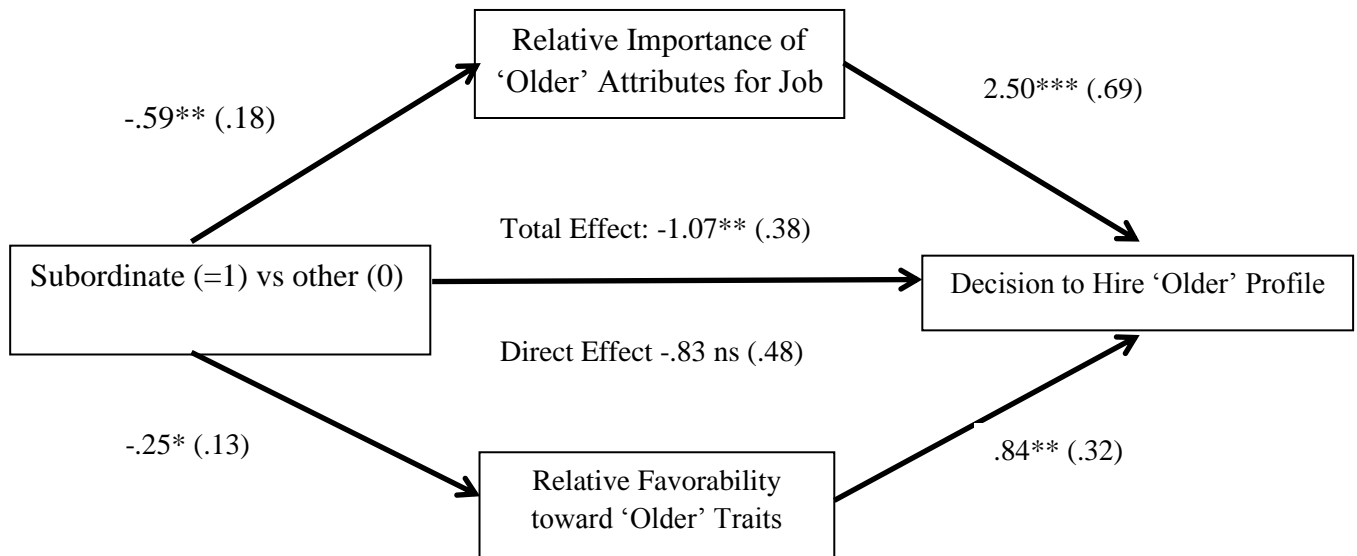 Relative Importance of
‘Older’ Attributes for Job
2.50*** (.69)
-.59** (.18)
Total Effect: -1.07** (.38)
Subordinate (=1) vs other (0)
Decision to Hire ‘Older’ Profile
Direct Effect -.83 ns (.48)
-.25* (.13)
.84** (.32)
Relative Favorability
toward ‘Older’ Traits